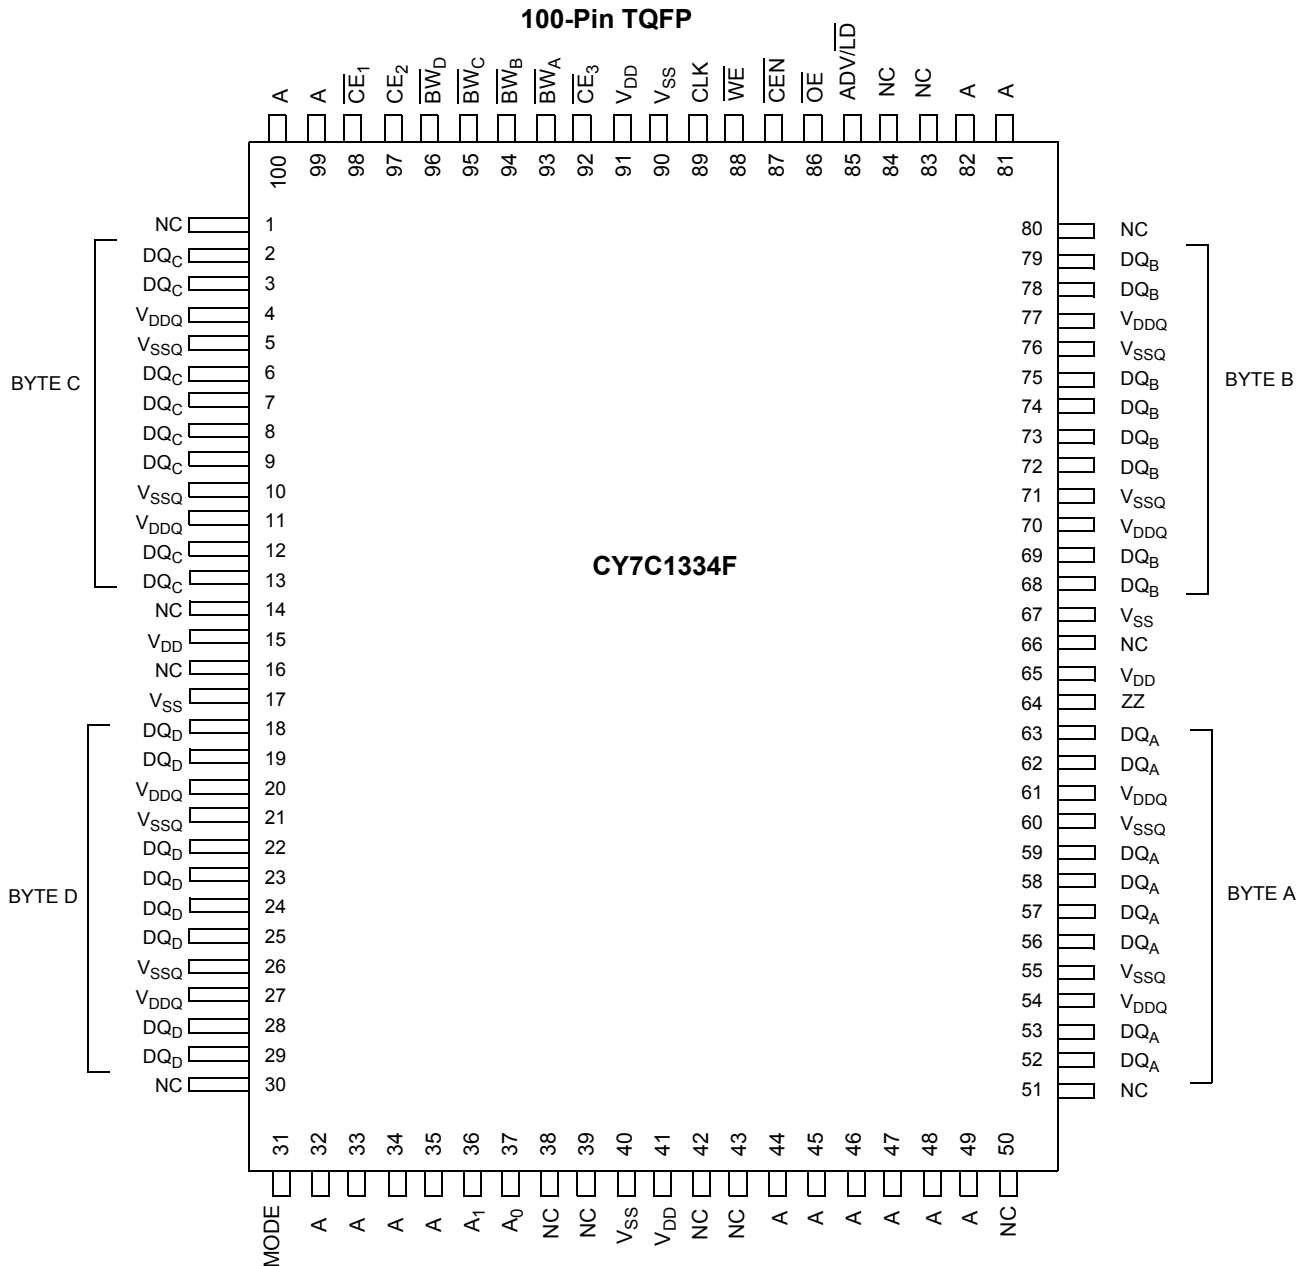 100-Pin TQFP
A
A
CE1
CE2
BWD
BWC
BWB
BWA
CE3
VDD
VSS
CLK
WE
CEN
OE
ADV/LD
NC
NC
A
A
100
99
98
97
96
95
94
93
92
91
90
89
88
87
86
85
84
83
82
81
BYTE C
BYTE D
NC 1
DQC 2
DQC 3
VDDQ 4
VSSQ 5
DQC 6
DQC 7
DQC 8
DQC 9
VSSQ 10
VDDQ 11
DQC 12
DQC 13
NC 14
VDD 15
NC 16
VSS 17
DQD 18
DQD 19
VDDQ 20
VSSQ 21
DQD 22
DQD 23
DQD 24
DQD 25
VSSQ 26
VDDQ 27
DQD 28
DQD 29
NC 30
CY7C1334F
80 NC
79 DQB
78 DQB
77 VDDQ
76 VSSQ
75 DQB
74 DQB
73 DQB
72 DQB
71 VSSQ
70 VDDQ
69 DQB
68 DQB
67 VSS
66 NC
65 VDD
64 ZZ
63 DQA
62 DQA
61 VDDQ
60 VSSQ
59 DQA
58 DQA
57 DQA
56 DQA
55 VSSQ
54 VDDQ
53 DQA
52 DQA
51 NC
BYTE B
BYTE A
31
32
33
34
35
36
37
38
39
40
41
42
43
44
45
46
47
48
49
50
MODE
A
A
A
A
A1
A0
NC
NC
VSS
VDD
NC
NC
A
A
A
A
A
A
NC